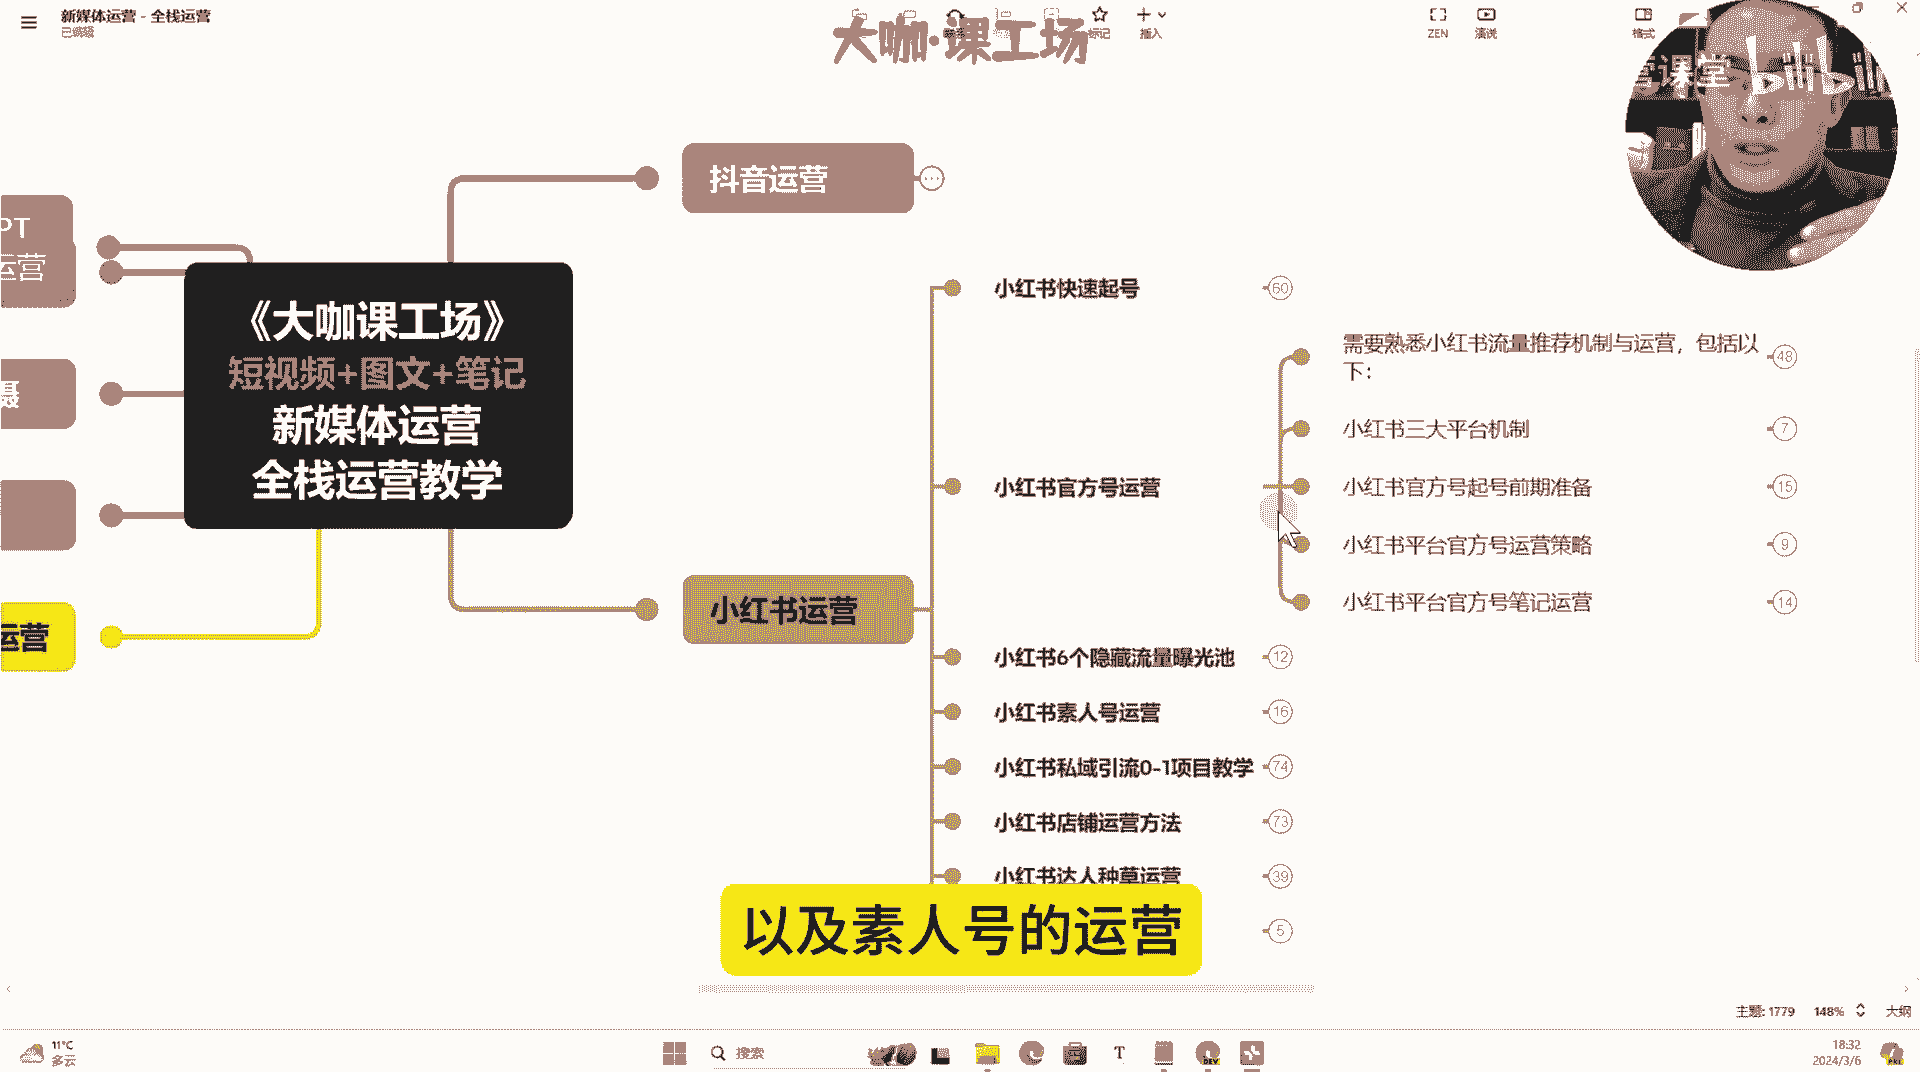 新媒体运营 - 全栈运营
已编辑
大咖·课工场
标记
插入
ZEN
演说
格式
营课堂 bilibili
抖音运营
PT
运营
摄
运营
《大咖课工场》
短视频+图文+笔记
新媒体运营
全栈运营教学
小红书运营
小红书快速起号
60
小红书官方号运营
需要熟悉小红书流量推荐机制与运营，包括以
下：
48
小红书三大平台机制
7
小红书官方号起号前期准备
15
小红书平台官方号运营策略
9
小红书平台官方号笔记运营
14
小红书6个隐藏流量曝光池
12
小红书素人号运营
16
小红书私域引流0-1项目教学
74
小红书店铺运营方法
73
小红书达人种草运营
39
5
以及素人号的运营
主题: 1779
148%
大纲
11°C
多云
搜索
18:32
2024/3/6